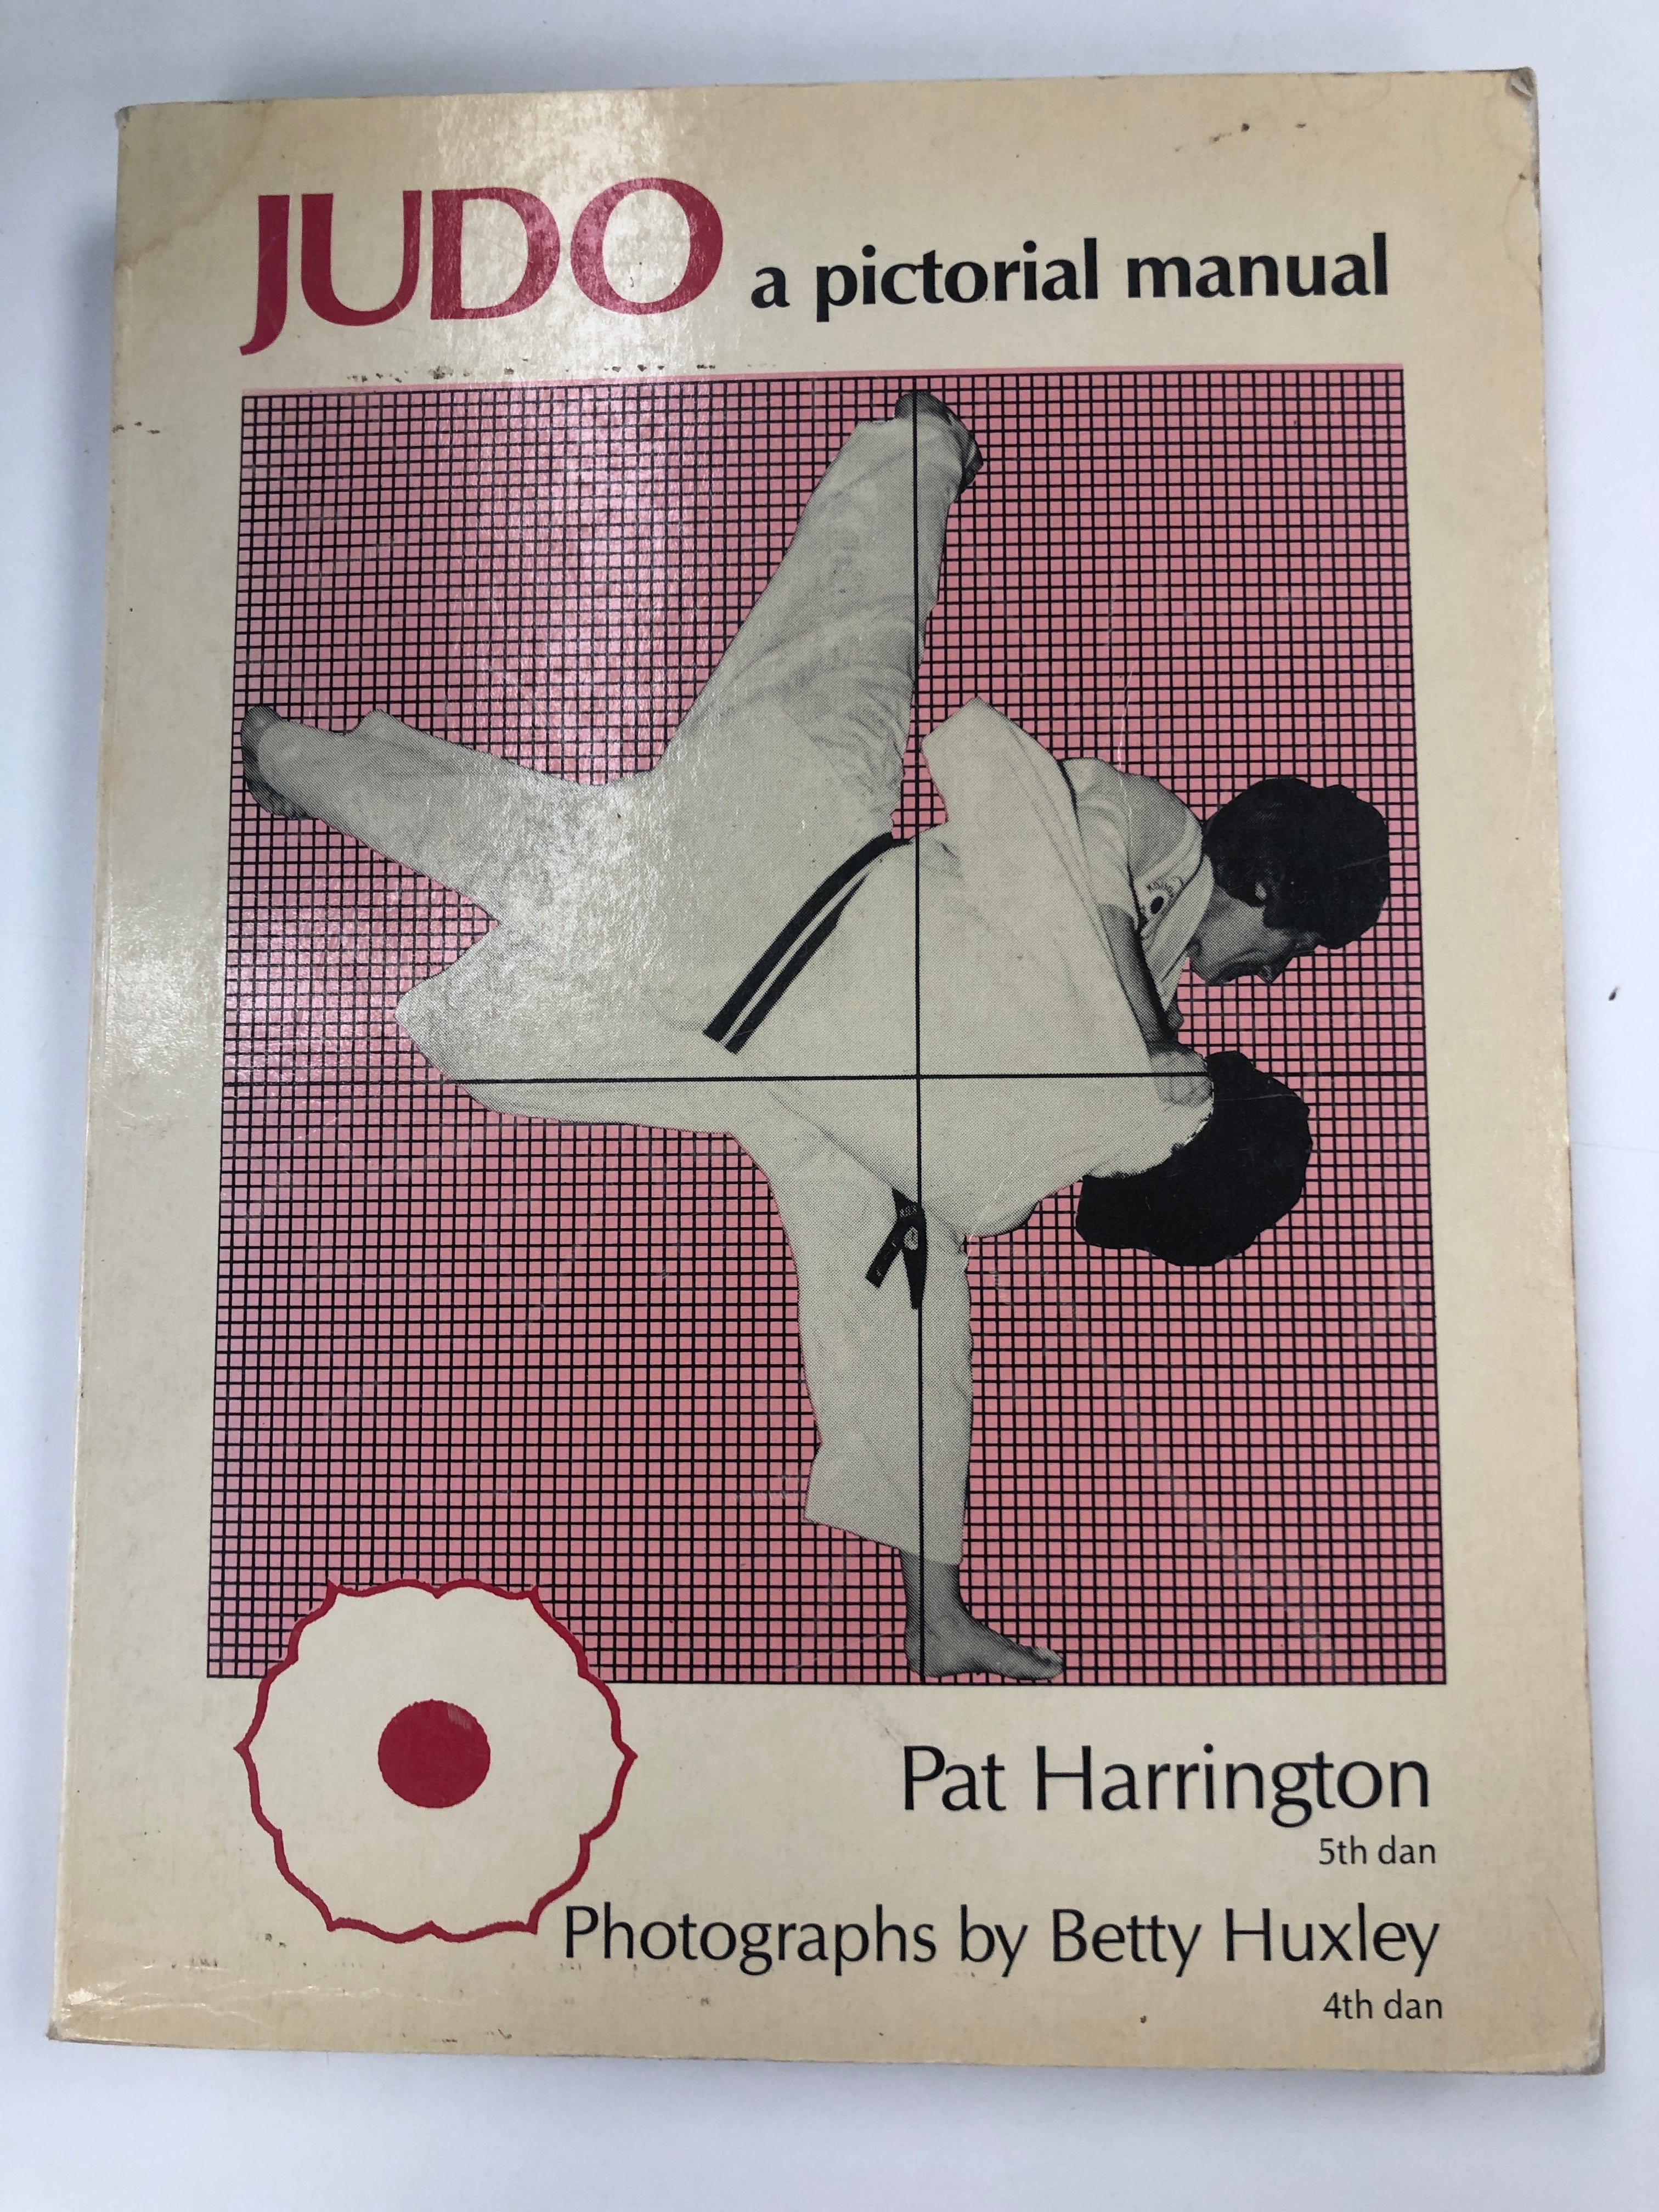 JUDO a pictorial manual
Pat Harrington
5th dan
Photographs by Betty Huxley
4th dan